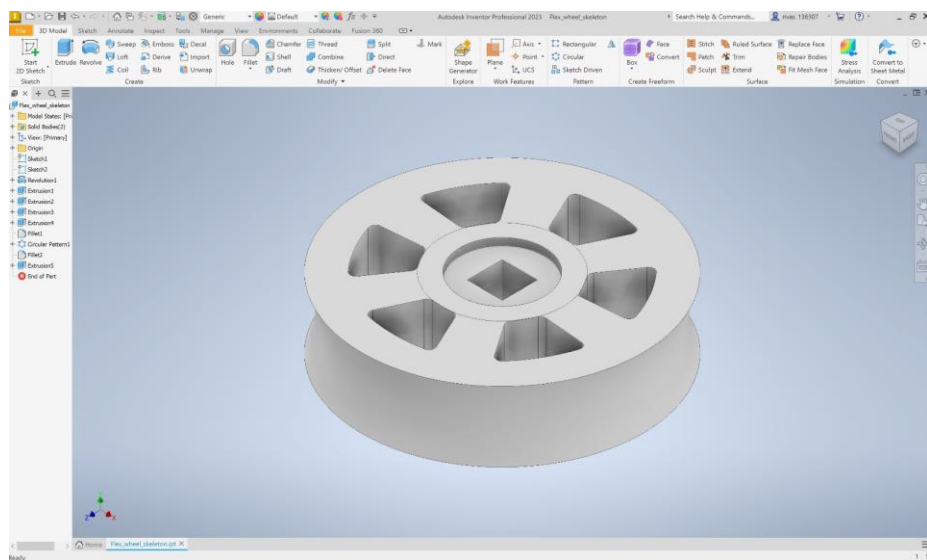 Generic
Default
Autodesk Inventor Professional 2023 Flex_wheel_skeleton
Search Help & Commands...
rives.136307
File 3D Model Sketch Annotate Inspect Tools Manage View Environments Collaborate Fusion 360
Start 2D Sketch
Extrude Revolve
Sweep Emboss Decal
Loft Derive Import
Coil Rib Unwrap
Hole Fillet
Chamfer Thread Split Mark
Shell Combine Direct
Draft Thicken/ Offset Delete Face
Shape Generator
Plane
Axis
Point
UCS
Rectangular
Circular
Sketch Driven
Box
Face
Convert
Stitch Ruled Surface Replace Face
Patch Trim Repair Bodies
Sculpt Extend Fit Mesh Face
Stress Analysis
Convert to Sheet Metal
Sketch Create Modify Explore Work Features Pattern Create Freeform Surface Simulation Convert
Flex_wheel_skeleton
Model States: [Pri
Solid Bodies(2)
View: [Primary]
Origin
Sketch1
Sketch2
Revolution1
Extrusion1
Extrusion2
Extrusion3
Extrusion4
Fillet1
Circular Pattern1
Fillet2
Extrusion5
End of Part
Home Flex_wheel_skeleton.ipt
Ready